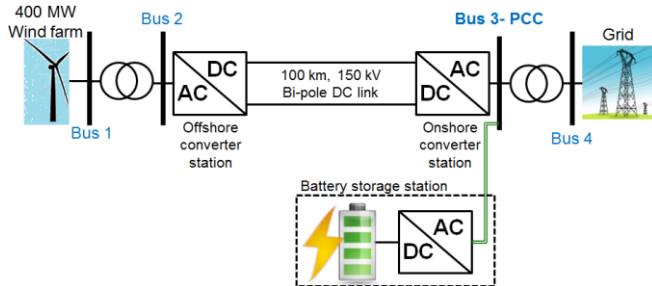 400 MW
Wind farm
Bus 2
Bus 3- PCC
Grid
DC
AC
100 km, 150 kV
Bi-pole DC link
AC
DC
Bus 1
Offshore
converter
station
Onshore
converter
station
Bus 4
Battery storage station
AC
DC